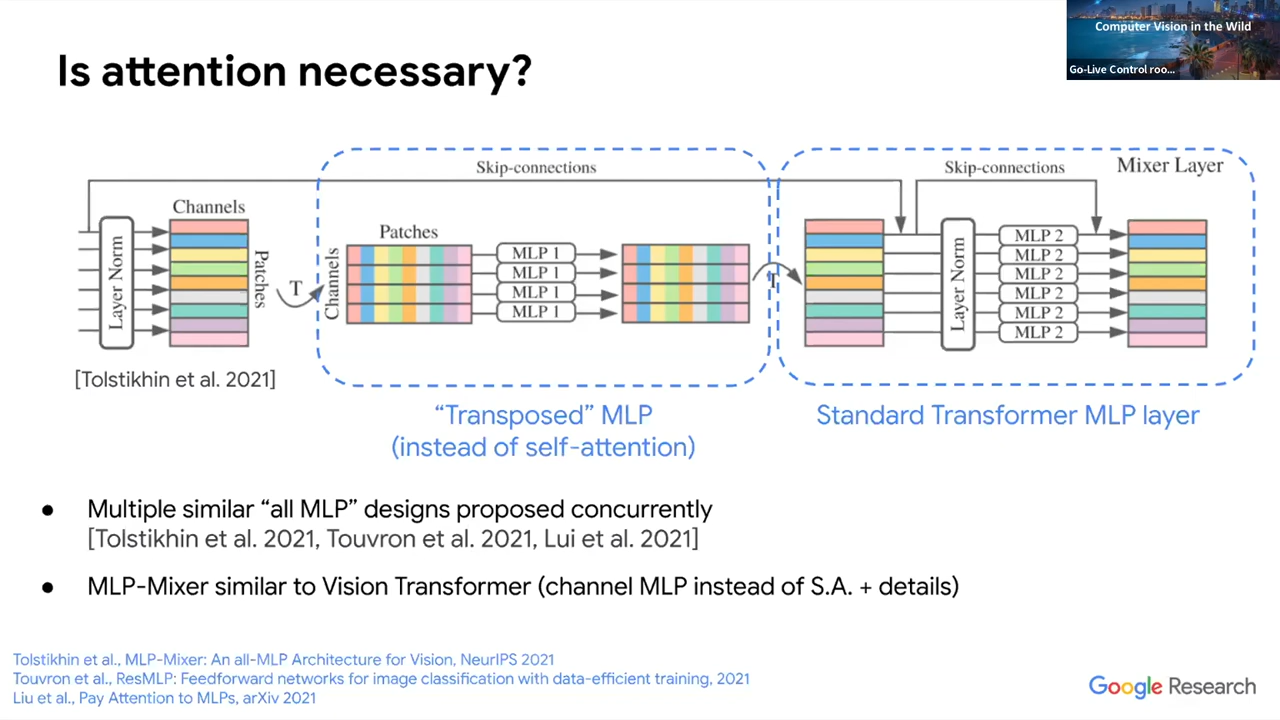 Computer Vision in the Wild
Go-Live Control roo...
Is attention necessary?
Skip-connections
Skip-connections
Mixer Layer
Channels
Layer Norm
Patches
T
Patches
Channels
MLP 1
MLP 1
MLP 1
MLP 1
T
Layer Norm
MLP 2
MLP 2
MLP 2
MLP 2
MLP 2
MLP 2
[Tolstikhin et al. 2021]
“Transposed” MLP
(instead of self-attention)
Standard Transformer MLP layer
● Multiple similar “all MLP” designs proposed concurrently
[Tolstikhin et al. 2021, Touvron et al. 2021, Lui et al. 2021]
● MLP-Mixer similar to Vision Transformer (channel MLP instead of S.A. + details)
Tolstikhin et al., MLP-Mixer: An all-MLP Architecture for Vision, NeurIPS 2021
Touvron et al., ResMLP: Feedforward networks for image classification with data-efficient training, 2021
Liu et al., Pay Attention to MLPs, arXiv 2021
Google Research